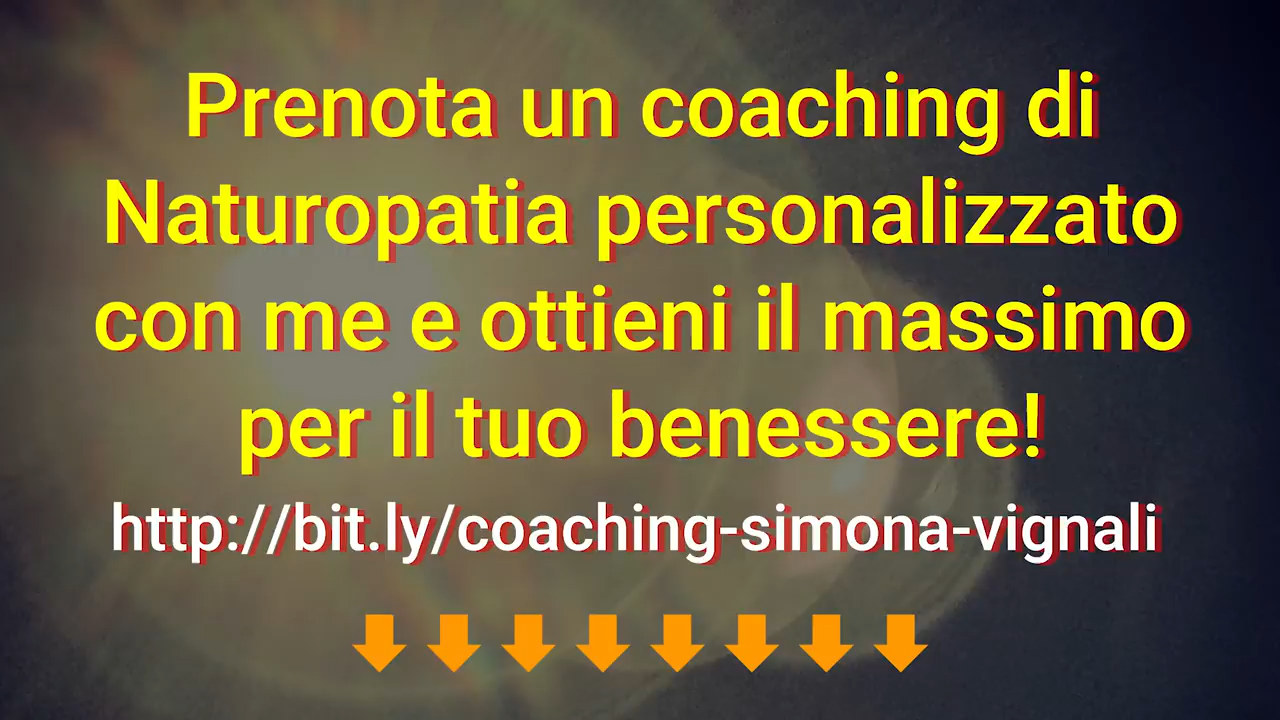 Prenota un coaching di
Naturopatia personalizzato
con me e ottieni il massimo
per il tuo benessere!
http://bit.ly/coaching-simona-vignali